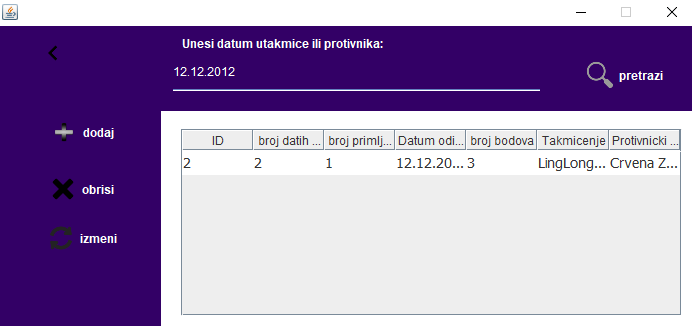 Unesi datum utakmice ili protivnika:
12.12.2012
pretrazi
dodaj
obrisi
izmeni
ID broj datih ... broj primlj... Datum odi... broj bodova Takmicenje Protivnicki ...
2 2 1 12.12.20... 3 LingLong... Crvena Z...